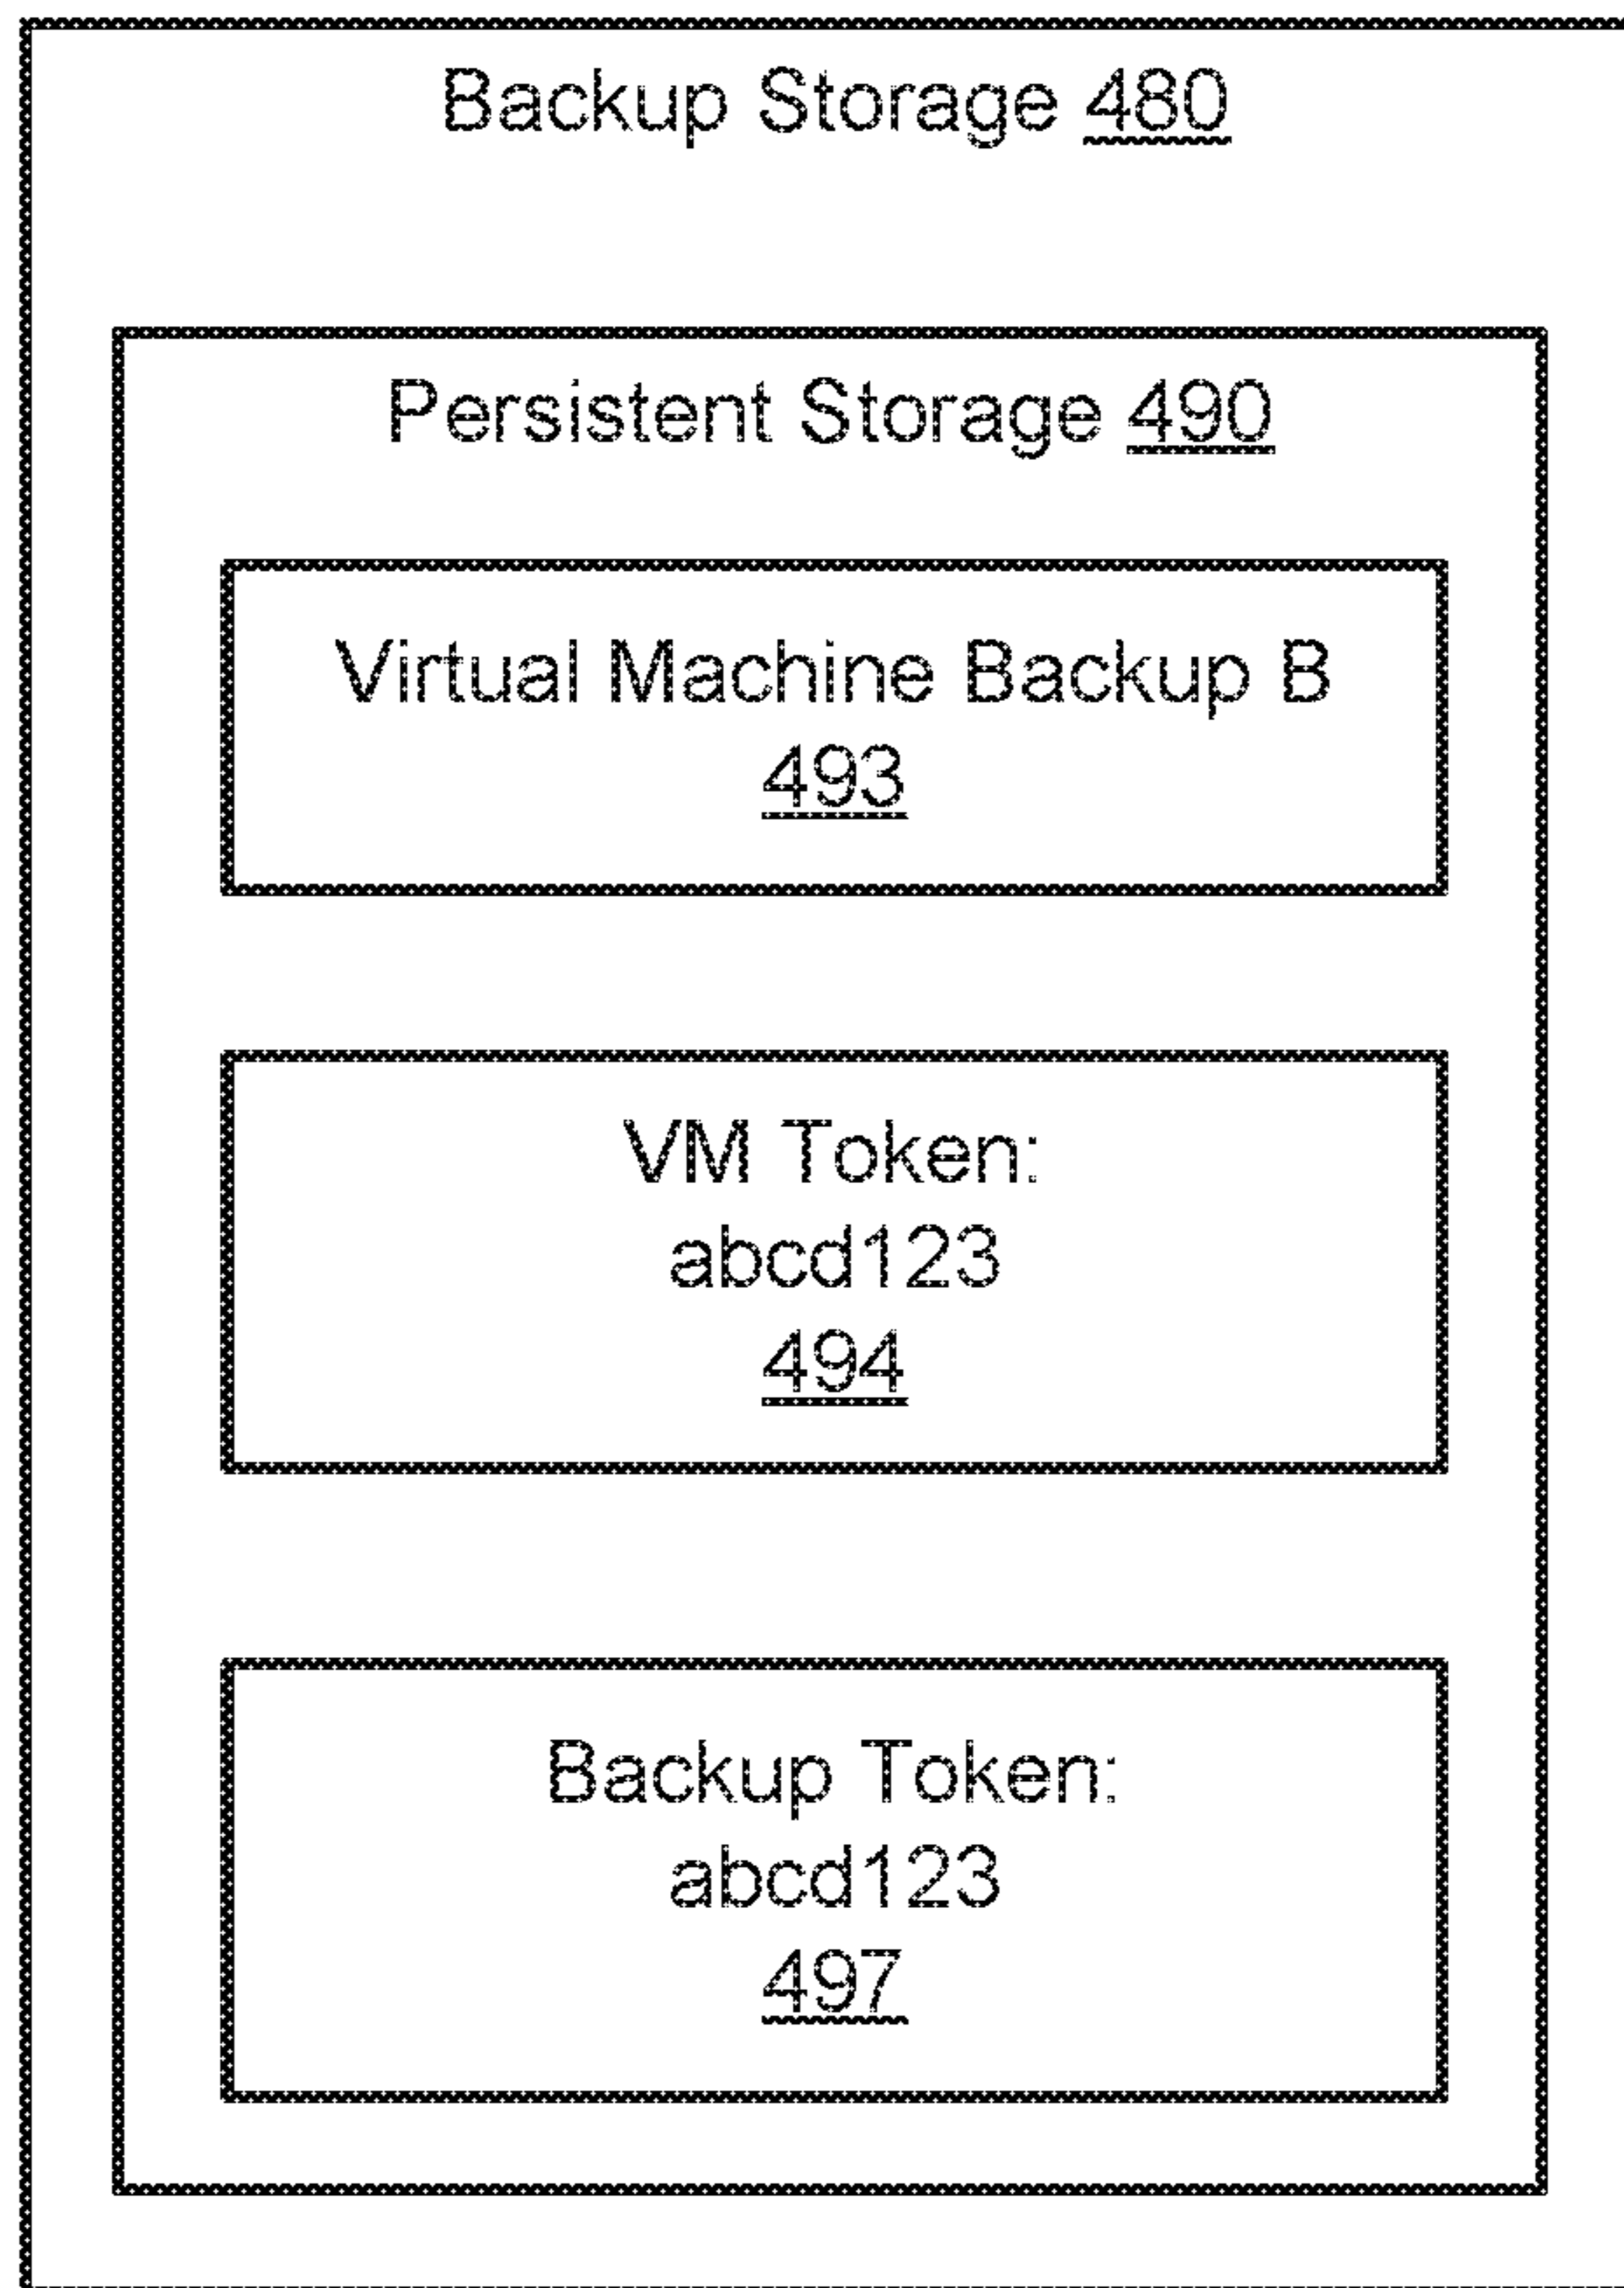 Backup Storage 480
Persistent Storage 490
Virtual Machine Backup B
493
VM Token:
abcd123
494
Backup Token:
abcd123
497